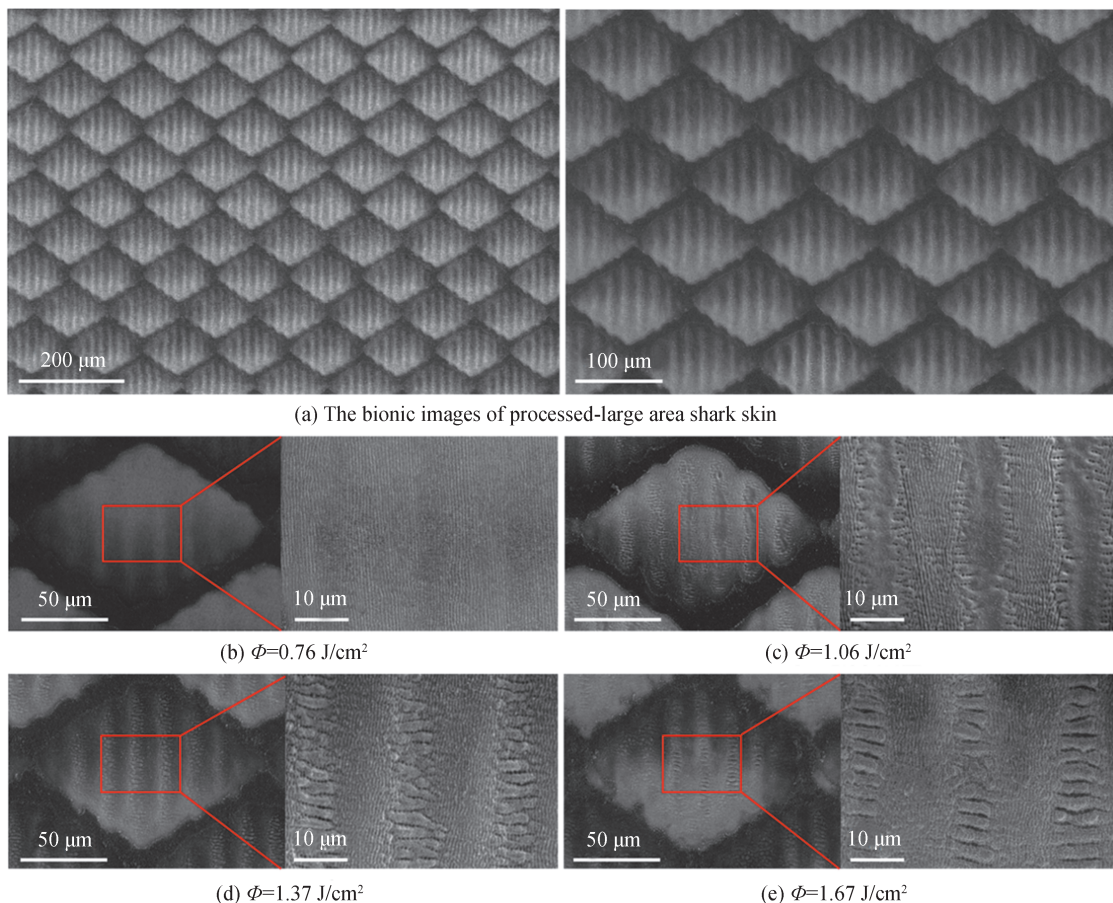 200 μm
100 μm
(a) The bionic images of processed-large area shark skin
50 μm
10 μm
50 μm
10 μm
(b) Φ=0.76 J/cm²
(c) Φ=1.06 J/cm²
50 μm
10 μm
50 μm
10 μm
(d) Φ=1.37 J/cm²
(e) Φ=1.67 J/cm²